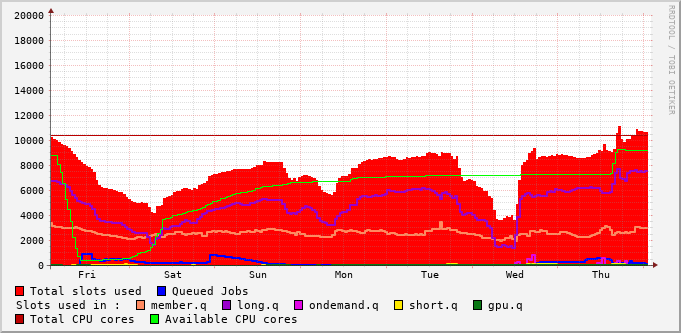 RRDTOOL / TOBI OETIKER
20000
18000
16000
14000
12000
10000
8000
6000
4000
2000
0
Fri Sat Sun Mon Tue Wed Thu
Total slots used Queued Jobs
Slots used in : member.q long.q ondemand.q short.q gpu.q
Total CPU cores Available CPU cores